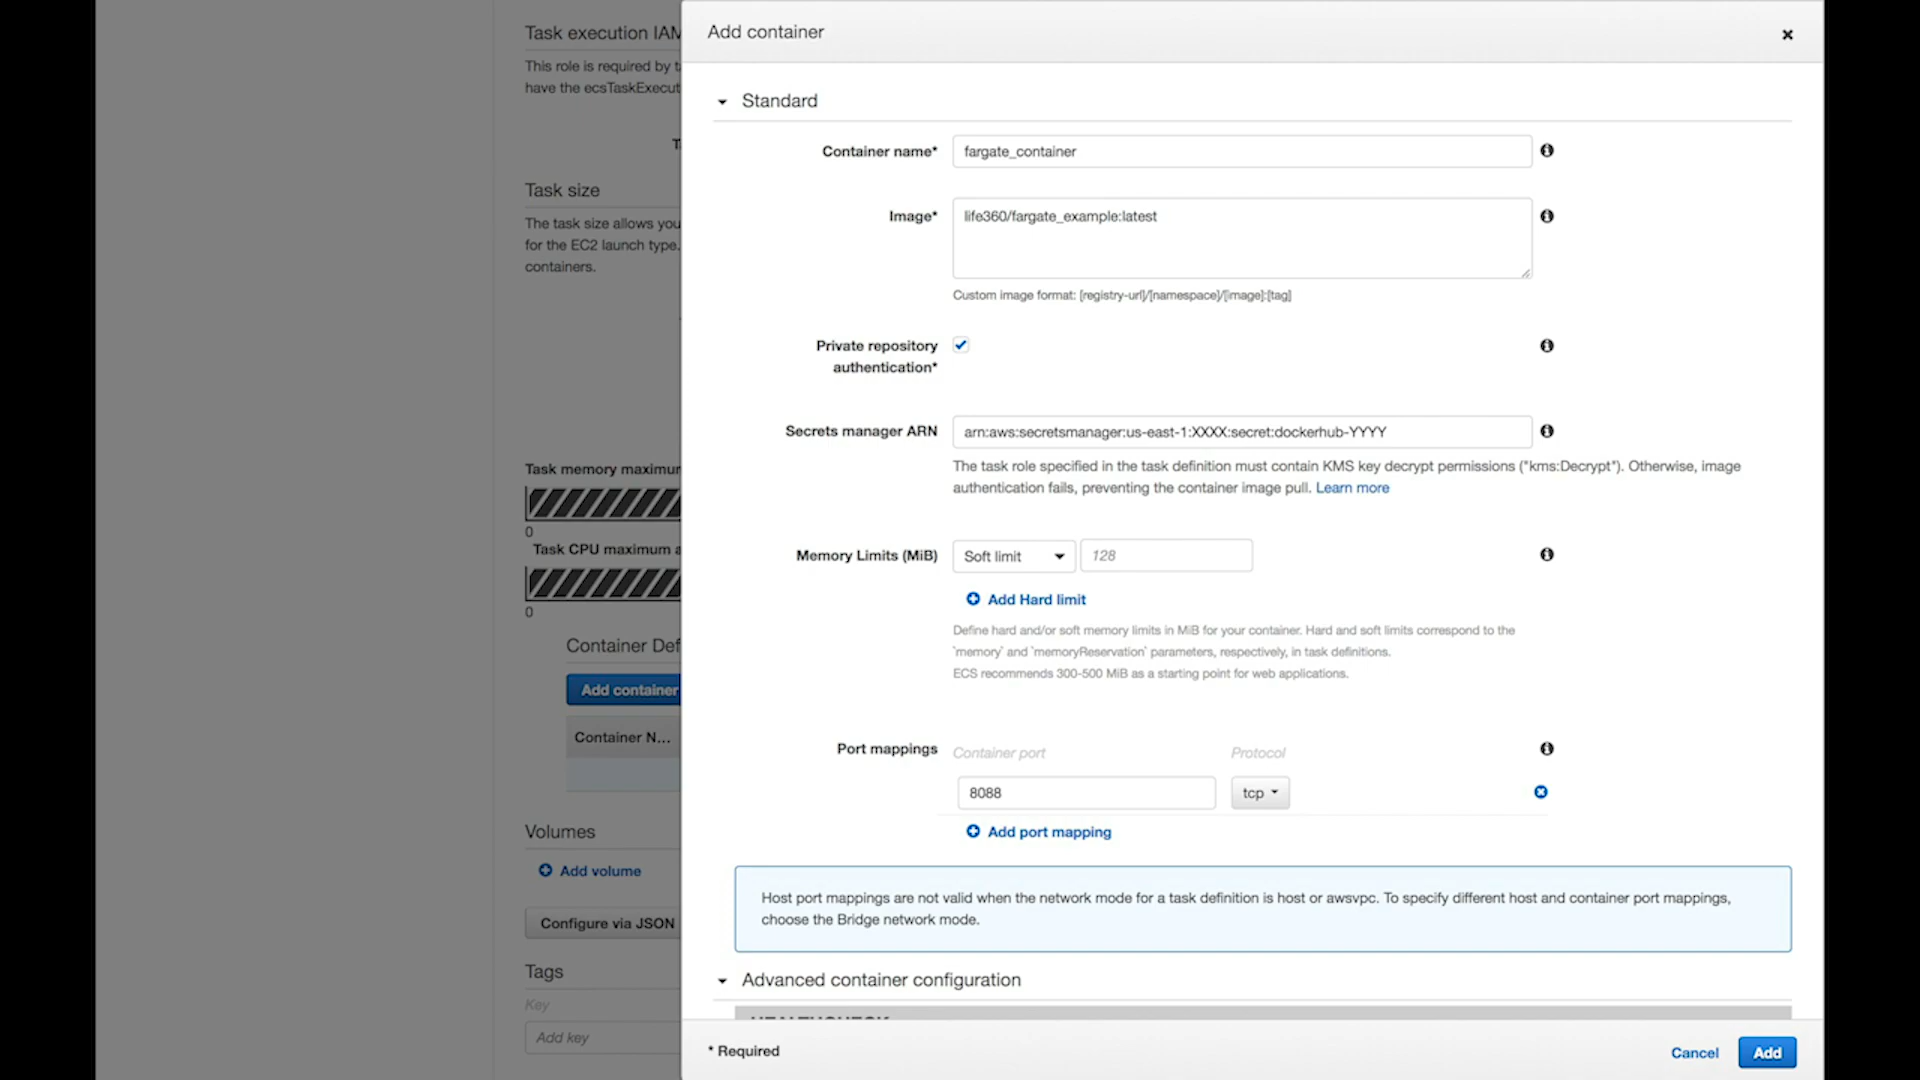 Task execution IAM
This role is required by t
have the ecsTaskExecut
T
Task size
The task size allows you
for the EC2 launch type.
containers.
Task memory maximur
0
Task CPU maximum a
0
Container Def
Add container
Container N...
Volumes
Add volume
Configure via JSON
Tags
Key
Add key
Add container
Standard
Container name*
fargate_container
Image*
life360/fargate_example:latest
Custom image format: [registry-url]/[namespace]/[image]:[tag]
Private repository
authentication*
Secrets manager ARN
arn:aws:secretsmanager:us-east-1:XXXX:secret:dockerhub-YYYY
The task role specified in the task definition must contain KMS key decrypt permissions ("kms:Decrypt"). Otherwise, image
authentication fails, preventing the container image pull. Learn more
Memory Limits (MiB)
Soft limit
128
Add Hard limit
Define hard and/or soft memory limits in MiB for your container. Hard and soft limits correspond to the
`memory` and `memoryReservation` parameters, respectively, in task definitions.
ECS recommends 300-500 MiB as a starting point for web applications.
Port mappings
Container port
Protocol
8088
tcp
Add port mapping
Host port mappings are not valid when the network mode for a task definition is host or awsvpc. To specify different host and container port mappings,
choose the Bridge network mode.
Advanced container configuration
HEALTHCHECK
* Required
Cancel
Add